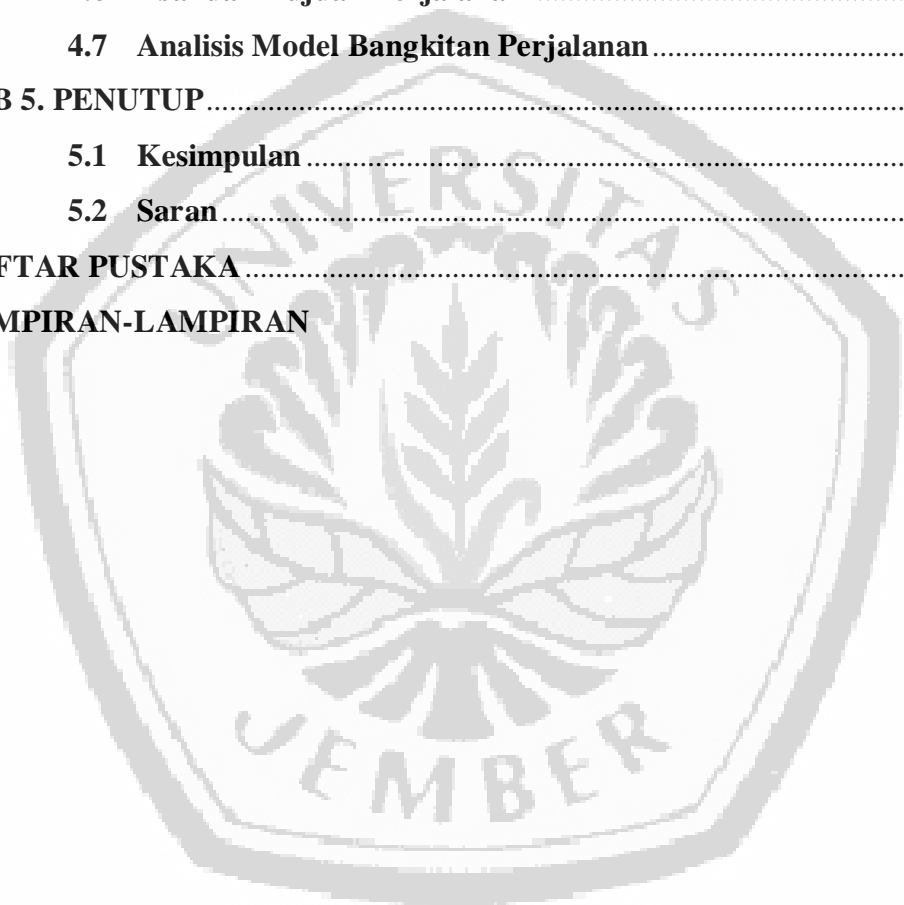 4.7 Analisis Model Bangkitan Perjalanan
B 5. PENUTUP
5.1 Kesimpulan
5.2 Saran
FTAR PUSTAKA
MPIRAN-LAMPIRAN
UNIVERSITAS
JEMBER